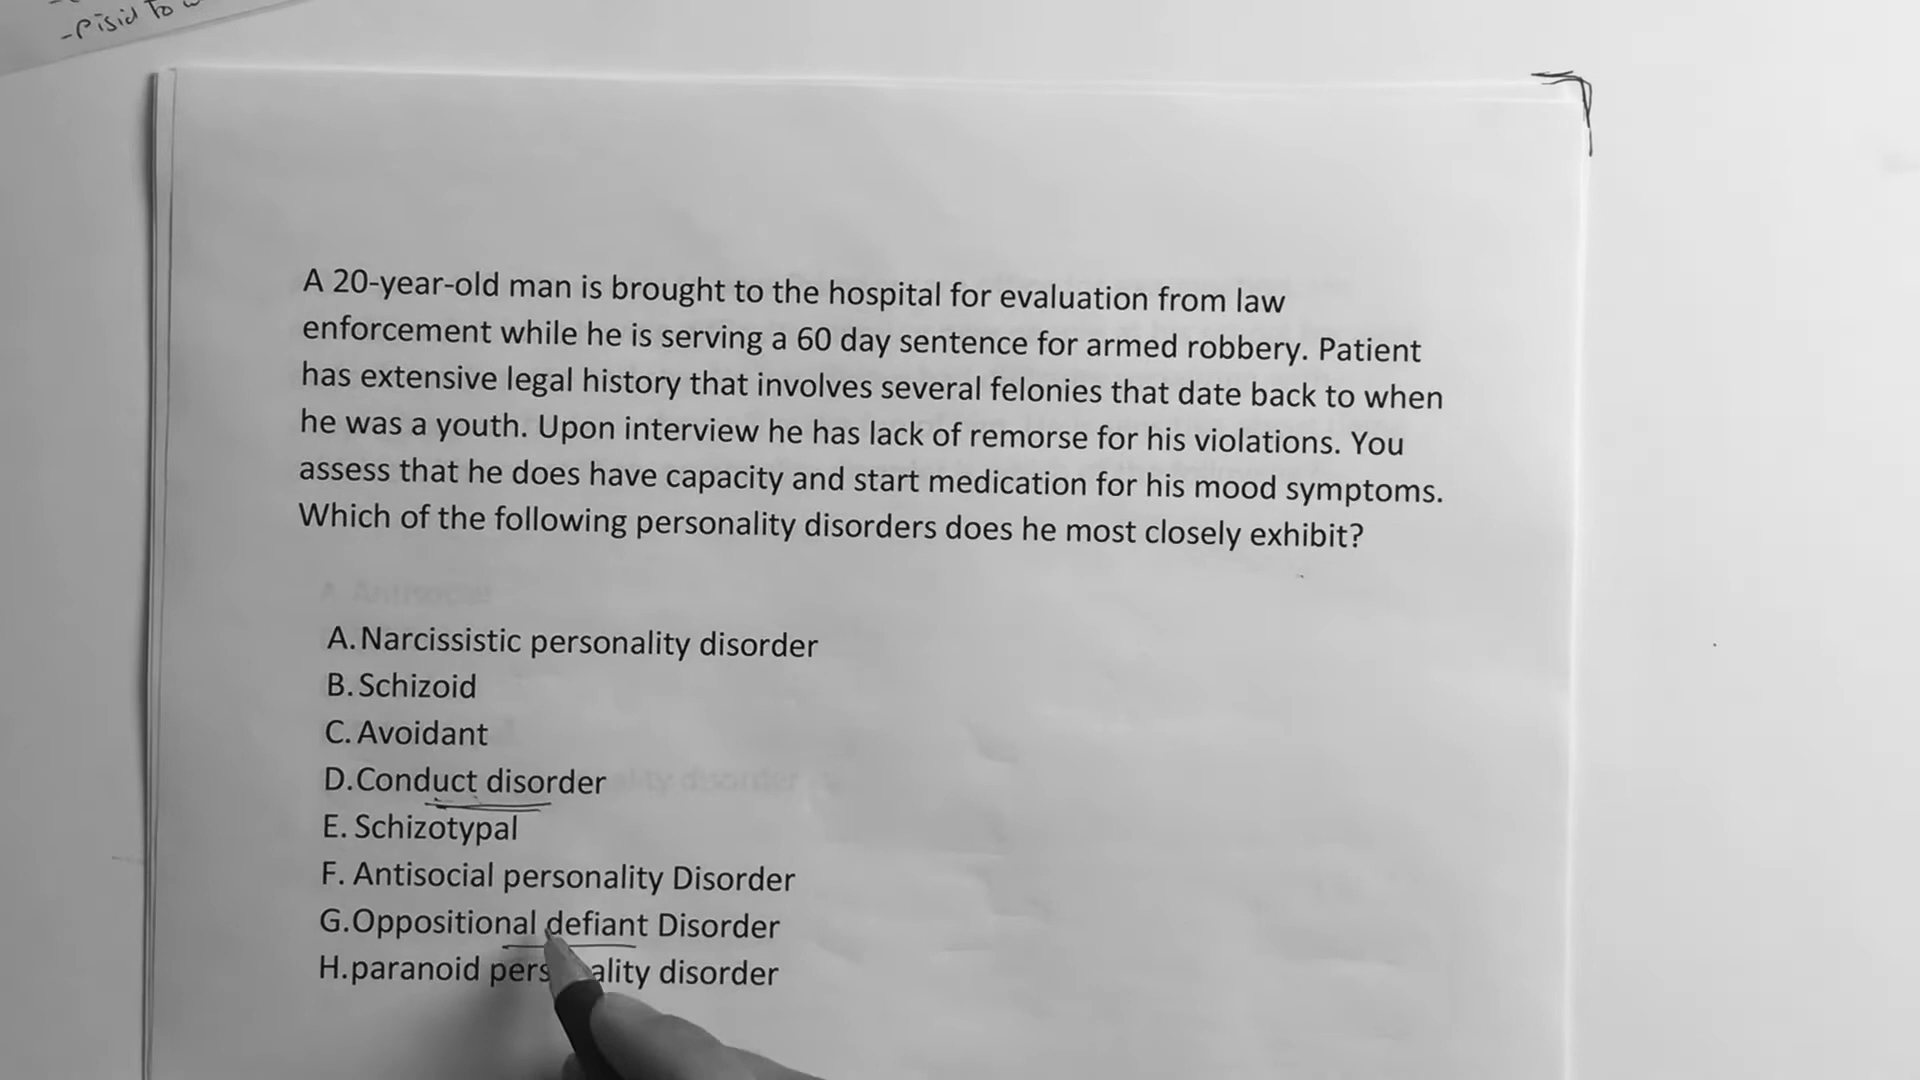 -Pisid To
A 20-year-old man is brought to the hospital for evaluation from law
enforcement while he is serving a 60 day sentence for armed robbery. Patient
has extensive legal history that involves several felonies that date back to when
he was a youth. Upon interview he has lack of remorse for his violations. You
assess that he does have capacity and start medication for his mood symptoms.
Which of the following personality disorders does he most closely exhibit?
A. Narcissistic personality disorder
B. Schizoid
C. Avoidant
D. Conduct disorder
E. Schizotypal
F. Antisocial personality Disorder
G. Oppositional defiant Disorder
H. paranoid disorder